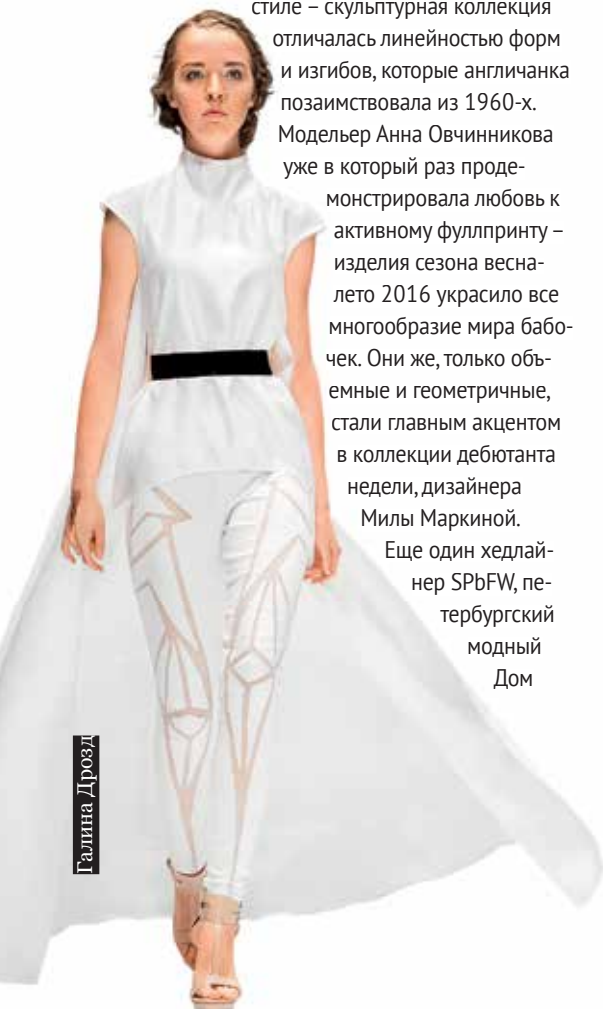 стиле – скульптурная коллекция
отличалась линейностью форм
и изгибов, которые англичанка
позаимствовала из 1960-х.
Модельер Анна Овчинникова
уже в который раз проде-
монстрировала любовь к
активному фуллпринту –
изделия сезона весна-
лето 2016 украсило все
многообразие мира бабо-
чек. Они же, только объ-
емные и геометричные,
стали главным акцентом
в коллекции дебютанта
недели, дизайнера
Милы Маркиной.
Еще один хедлай-
нер SPbFW, пе-
тербургский
модный
Дом
Галина Дрозд